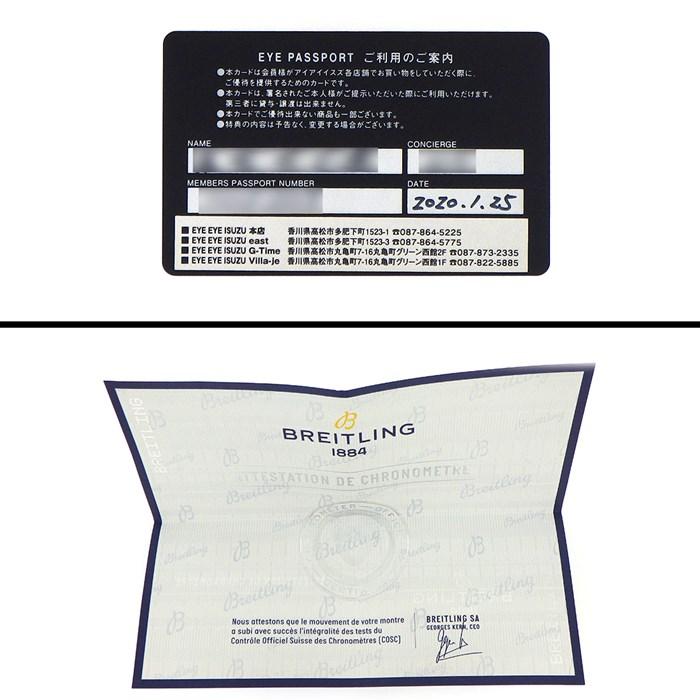 EYE PASSPORT ご利用のご案内
●本カードは会員様がアイアイイスズ各店舗でお買い物をしていただく際に、
ご優待を提供するためのカードです。
●本カードは、署名されたご本人様がご提示いただいた際にご利用いただけます。
第三者に貸与・譲渡は出来ません。
●本カードでご優待出来ない商品も一部ございます。
●特典の内容は予告なく、変更する場合がございます。
NAME
CONCIERGE
MEMBERS PASSPORT NUMBER
DATE
2020.1.25
■ EYE EYE ISUZU 本店 香川県高松市多肥下町1523-1 ☎087-864-5225
■ EYE EYE ISUZU east 香川県高松市多肥下町1523-3 ☎087-864-5775
■ EYE EYE ISUZU G-Time 香川県高松市丸亀町7-16丸亀町グリーン西館2F ☎087-873-2335
■ EYE EYE ISUZU Villa-je 香川県高松市丸亀町7-16丸亀町グリーン西館1F ☎087-822-5885
B
BREITLING
1884
ATTESTATION DE CHRONOMETRE
Nous attestons que le mouvement de votre montre
a subi avec succès l'intégralité des tests du
Contrôle Officiel Suisse des Chronomètres (COSC)
BREITLING SA
GEORGES KERN, CEO